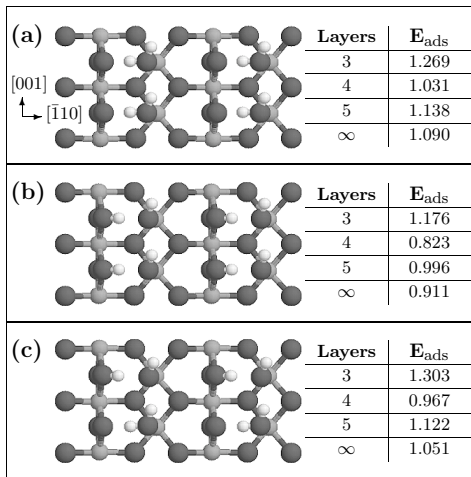 (a)
Layers E_ads
3 1.269
4 1.031
5 1.138
∞ 1.090
[001]
[1̄10]
(b)
Layers E_ads
3 1.176
4 0.823
5 0.996
∞ 0.911
(c)
Layers E_ads
3 1.303
4 0.967
5 1.122
∞ 1.051